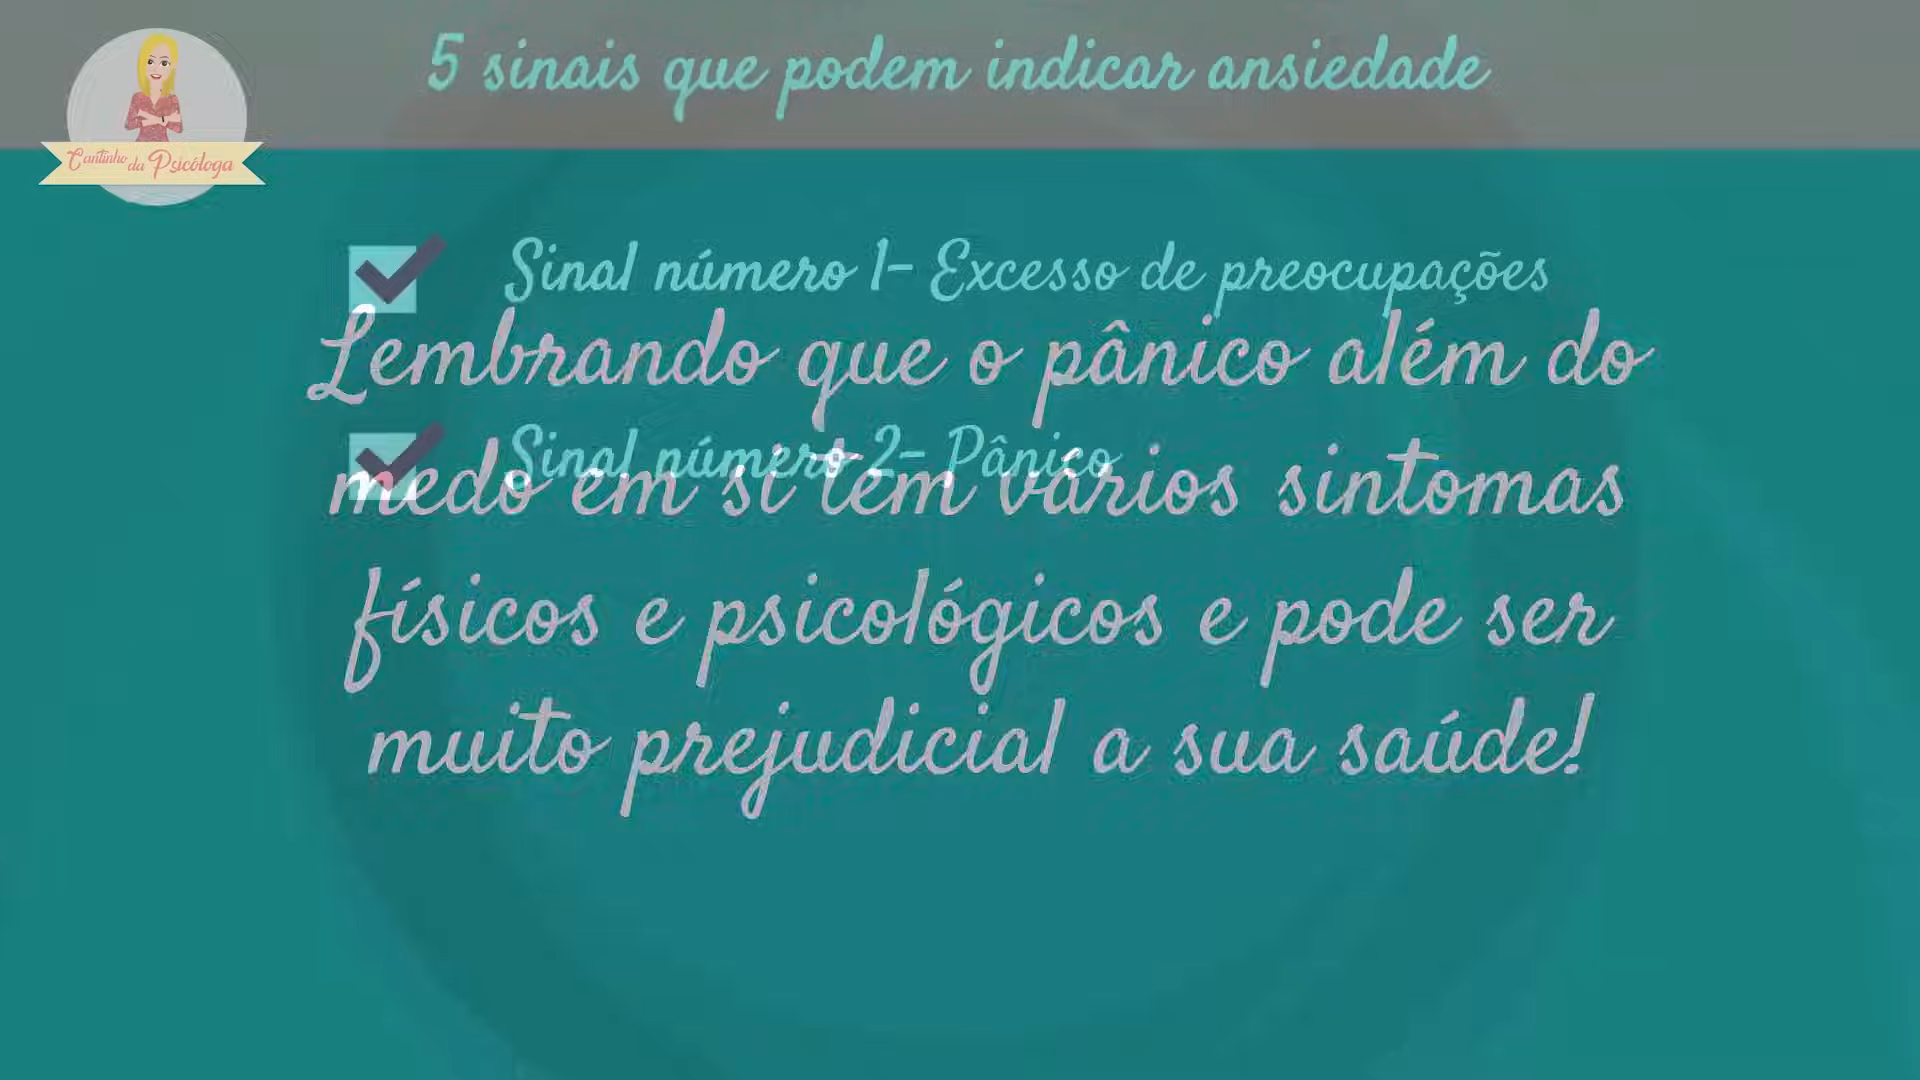 5 sinais que podem indicar ansiedade
Cantinho da Psicóloga
Sinal número 1- Excesso de preocupações
Lembrando que o pânico além do
Sinal número 2- Pânico
medo em si tem vários sintomas
físicos e psicológicos e pode ser
muito prejudicial a sua saúde!